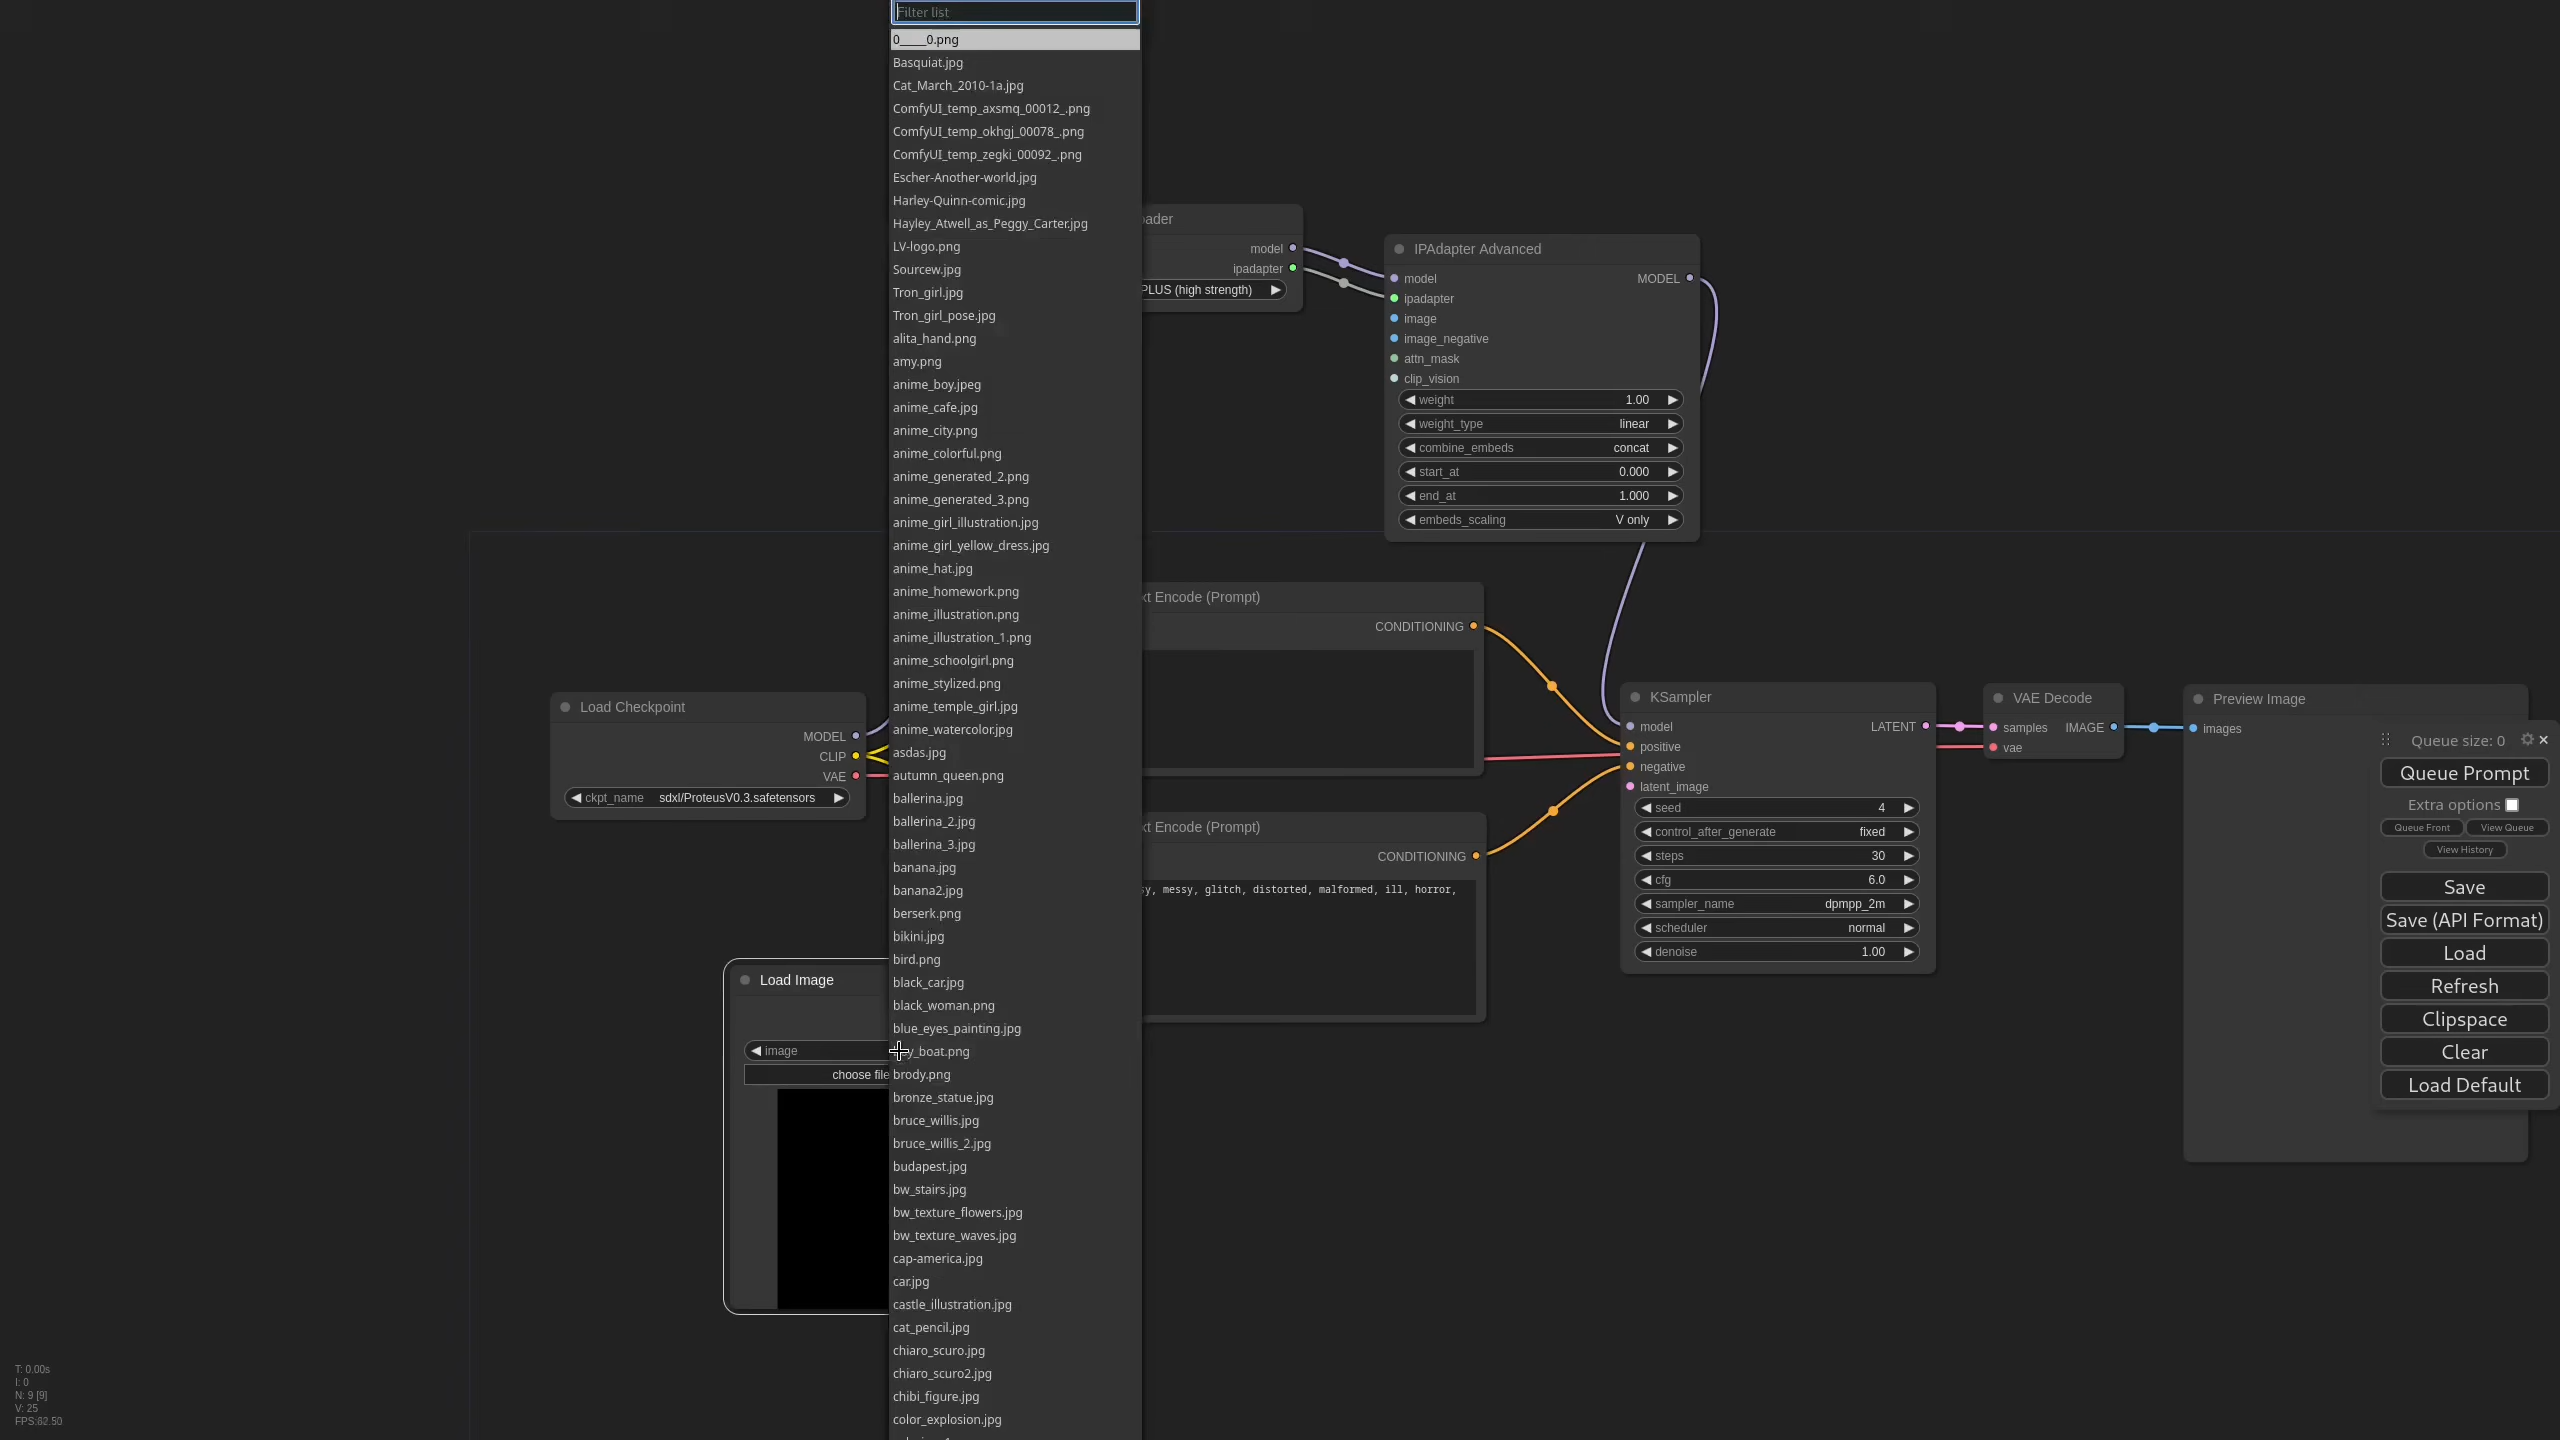 Filter list
0____0.png
Basquiat.jpg
Cat_March_2010-1a.jpg
ComfyUI_temp_axsmq_00012_.png
ComfyUI_temp_okhgj_00078_.png
ComfyUI_temp_zegki_00092_.png
Escher-Another-world.jpg
Harley-Quinn-comic.jpg
Hayley_Atwell_as_Peggy_Carter.jpg
LV-logo.png
Sourcew.jpg
Tron_girl.jpg
Tron_girl_pose.jpg
alita_hand.png
amy.png
anime_boy.jpeg
anime_cafe.jpg
anime_city.png
anime_colorful.png
anime_generated_2.png
anime_generated_3.png
anime_girl_illustration.jpg
anime_girl_yellow_dress.jpg
anime_hat.jpg
anime_homework.png
anime_illustration.png
anime_illustration_1.png
anime_schoolgirl.png
anime_stylized.png
anime_temple_girl.jpg
anime_watercolor.jpg
asdas.jpg
autumn_queen.png
ballerina.jpg
ballerina_2.jpg
ballerina_3.jpg
banana.jpg
banana2.jpg
berserk.png
bikini.jpg
bird.png
black_car.jpg
black_woman.png
blue_eyes_painting.jpg
y_boat.png
brody.png
bronze_statue.jpg
bruce_willis.jpg
bruce_willis_2.jpg
budapest.jpg
bw_stairs.jpg
bw_texture_flowers.jpg
bw_texture_waves.jpg
cap-america.jpg
car.jpg
castle_illustration.jpg
cat_pencil.jpg
chiaro_scuro.jpg
chiaro_scuro2.jpg
chibi_figure.jpg
color_explosion.jpg
ader
model
ipadapter
PLUS (high strength)
IPAdapter Advanced
model MODEL
ipadapter
image
image_negative
attn_mask
clip_vision
weight 1.00
weight_type linear
combine_embeds concat
start_at 0.000
end_at 1.000
embeds_scaling V only
Load Checkpoint
MODEL
CLIP
VAE
ckpt_name sdxl/ProteusV0.3.safetensors
Load Image
image
choose file
xt Encode (Prompt)
CONDITIONING
xt Encode (Prompt)
CONDITIONING
sy, messy, glitch, distorted, malformed, ill, horror,
KSampler
model LATENT
positive
negative
latent_image
seed 4
control_after_generate fixed
steps 30
cfg 6.0
sampler_name dpmpp_2m
scheduler normal
denoise 1.00
VAE Decode
samples IMAGE
vae
Preview Image
images
Queue size: 0
Queue Prompt
Extra options
Queue Front View Queue
View History
Save
Save (API Format)
Load
Refresh
Clipspace
Clear
Load Default
T: 0.00s
I: 0
N: 9 [9]
V: 25
FPS:62.50